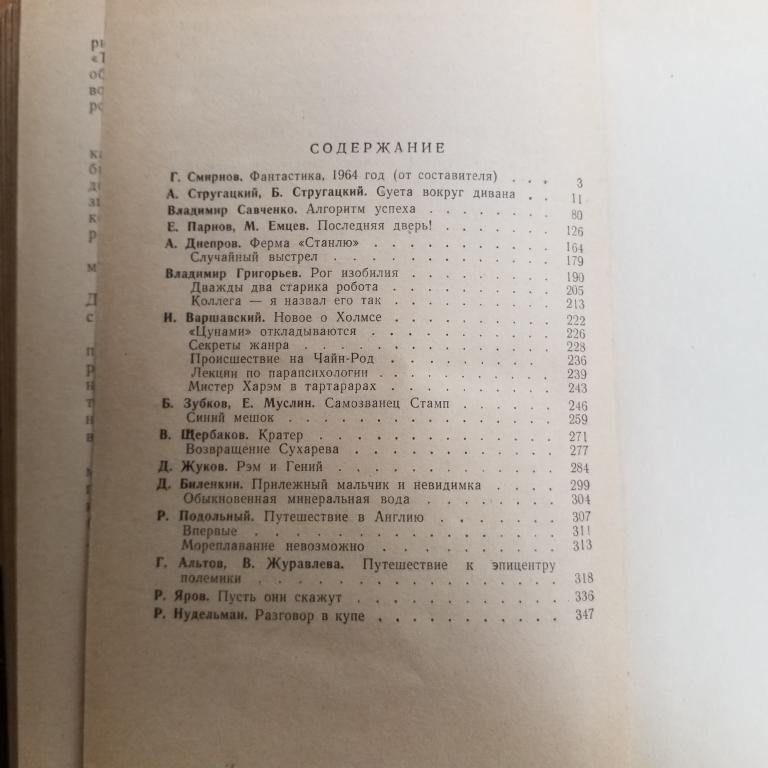 СОДЕРЖАНИЕ
Г. Смирнов. Фантастика, 1964 год (от составителя) . . . 3
А. Стругацкий, Б. Стругацкий. Суета вокруг дивана . . 11
Владимир Савченко. Алгоритм успеха . . . . . . . 80
Е. Парнов, М. Емцев. Последняя дверь! . . . . . . 126
А. Днепров. Ферма «Станлю» . . . . . . . . . 164
Случайный выстрел . . . . . . . . . . . 179
Владимир Григорьев. Рог изобилия . . . . . . . . 190
Дважды два старика робота . . . . . . . . 205
Коллега — я назвал его так . . . . . . . . 213
И. Варшавский. Новое о Холмсе . . . . . . . . 222
«Цунами» откладываются . . . . . . . . . 226
Секреты жанра . . . . . . . . . . . . 228
Происшествие на Чайн-Род . . . . . . . . 236
Лекции по парапсихологии . . . . . . . . 239
Мистер Харэм в тартарарах . . . . . . . . 243
Б. Зубков, Е. Муслин. Самозванец Стамп . . . . . . 246
Синий мешок . . . . . . . . . . . . . 259
В. Щербаков. Кратер . . . . . . . . . . . . 271
Возвращение Сухарева . . . . . . . . . . 277
Д. Жуков. Рэм и Гений . . . . . . . . . . . 284
Д. Биленкин. Прилежный мальчик и невидимка . . . . 299
Обыкновенная минеральная вода . . . . . . . 304
Р. Подольный. Путешествие в Англию . . . . . . . 307
Впервые . . . . . . . . . . . . . . 311
Мореплавание невозможно . . . . . . . . . 313
Г. Альтов, В. Журавлева. Путешествие к эпицентру
полемики . . . . . . . . . . . . . . 318
Р. Яров. Пусть они скажут . . . . . . . . . . 336
Р. Нудельман. Разговор в купе . . . . . . . . . 347